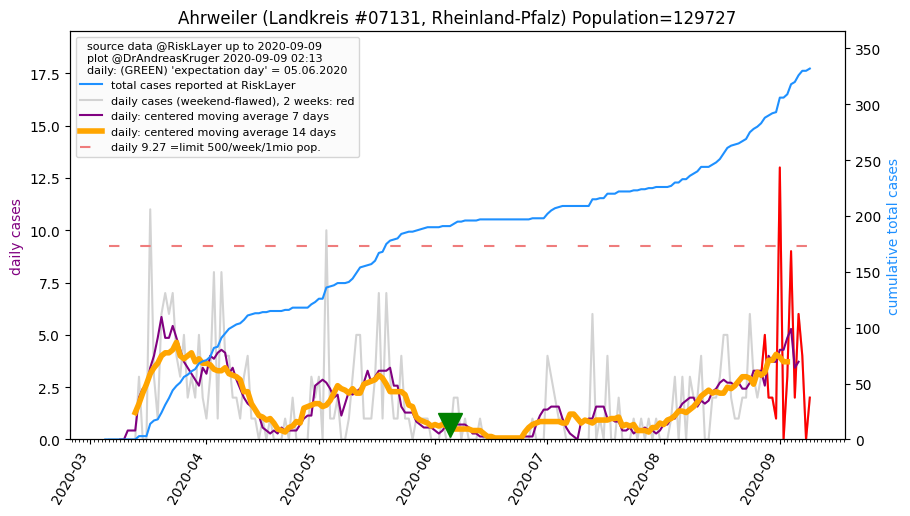 Ahrweiler (Landkreis #07131, Rheinland-Pfalz) Population=129727
source data @RiskLayer up to 2020-09-09
plot @DrAndreasKruger 2020-09-09 02:13
daily: (GREEN) 'expectation day' = 05.06.2020
total cases reported at RiskLayer
daily cases (weekend-flawed), 2 weeks: red
daily: centered moving average 7 days
daily: centered moving average 14 days
daily 9.27 =limit 500/week/1mio pop.
daily cases
17.5
15.0
12.5
10.0
7.5
5.0
2.5
0.0
350
300
250
200
150
100
50
0
cumulative total cases
2020-03
2020-04
2020-05
2020-06
2020-07
2020-08
2020-09